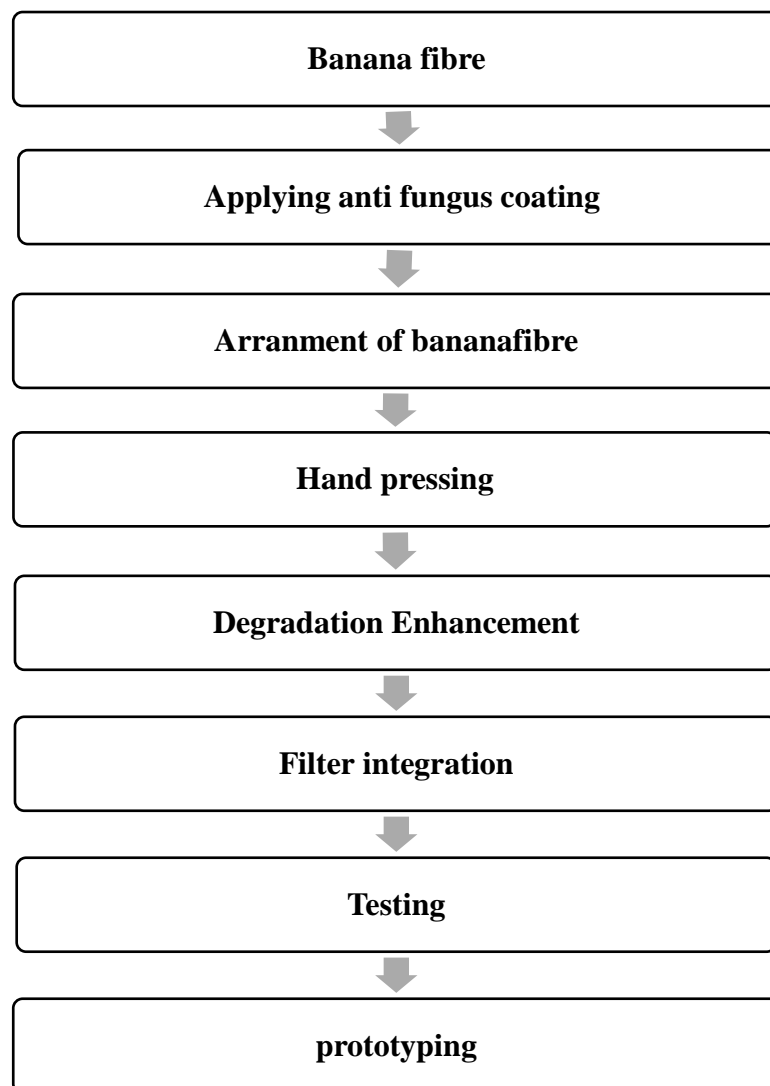 Banana fibre
Applying anti fungus coating
Arranment of bananafibre
Hand pressing
Degradation Enhancement
Filter integration
Testing
prototyping